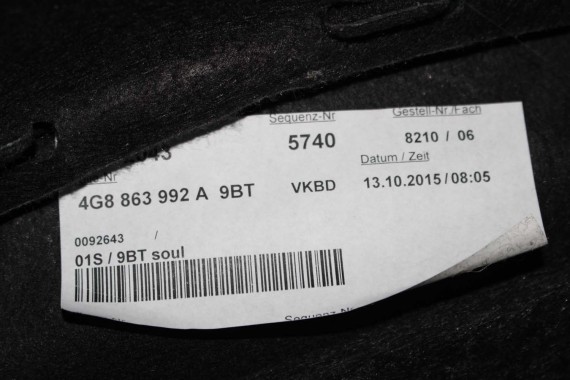 Sequenz-Nr Gestell-Nr./Fach
5740 8210 / 06
Datum / Zeit
4G8 863 992 A 9BT VKBD 13.10.2015/08:05
0092643 /
01S / 9BT soul